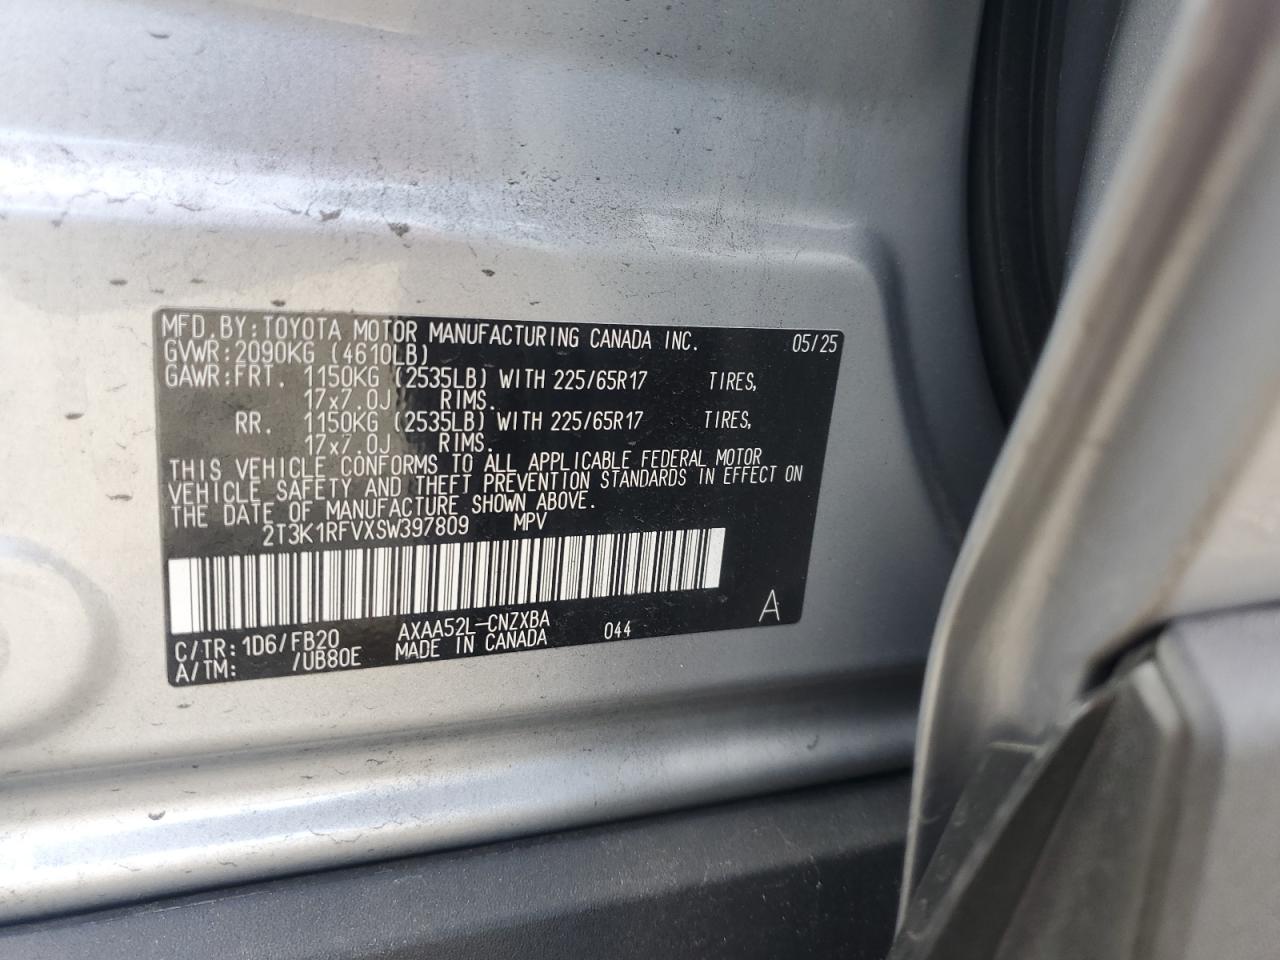 MFD.BY:TOYOTA MOTOR MANUFACTURING CANADA INC. 05/25
GVWR:2090KG (4610LB)
GAWR:FRT. 1150KG (2535LB) WITH 225/65R17 TIRES,
17x7.0J RIMS.
RR. 1150KG (2535LB) WITH 225/65R17 TIRES,
17x7.0J RIMS.
THIS VEHICLE CONFORMS TO ALL APPLICABLE FEDERAL MOTOR
VEHICLE SAFETY AND THEFT PREVENTION STANDARDS IN EFFECT ON
THE DATE OF MANUFACTURE SHOWN ABOVE.
2T3K1RFVXSW397809 MPV
C/TR: 1D6/FB20 AXAA52L-CNZXBA 044 A
A/TM: /UB80E MADE IN CANADA